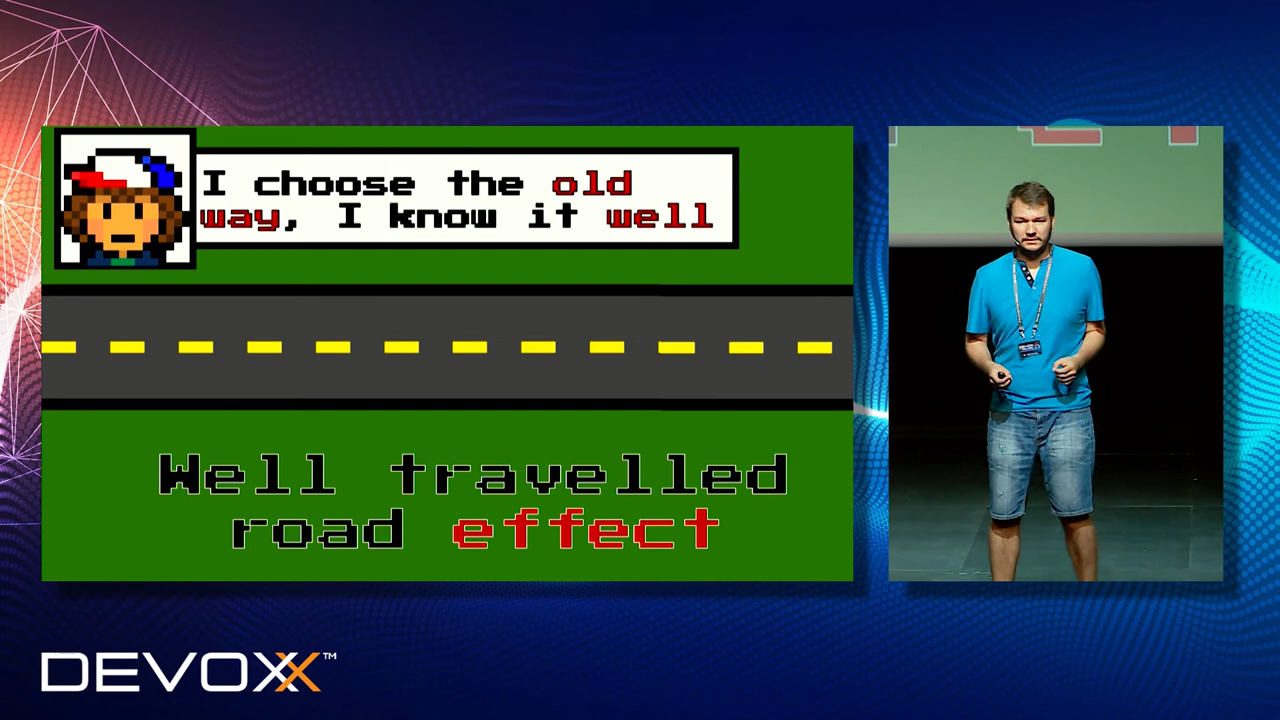 I choose the old
way, I know it well
Well travelled
road effect
DEVOXX™